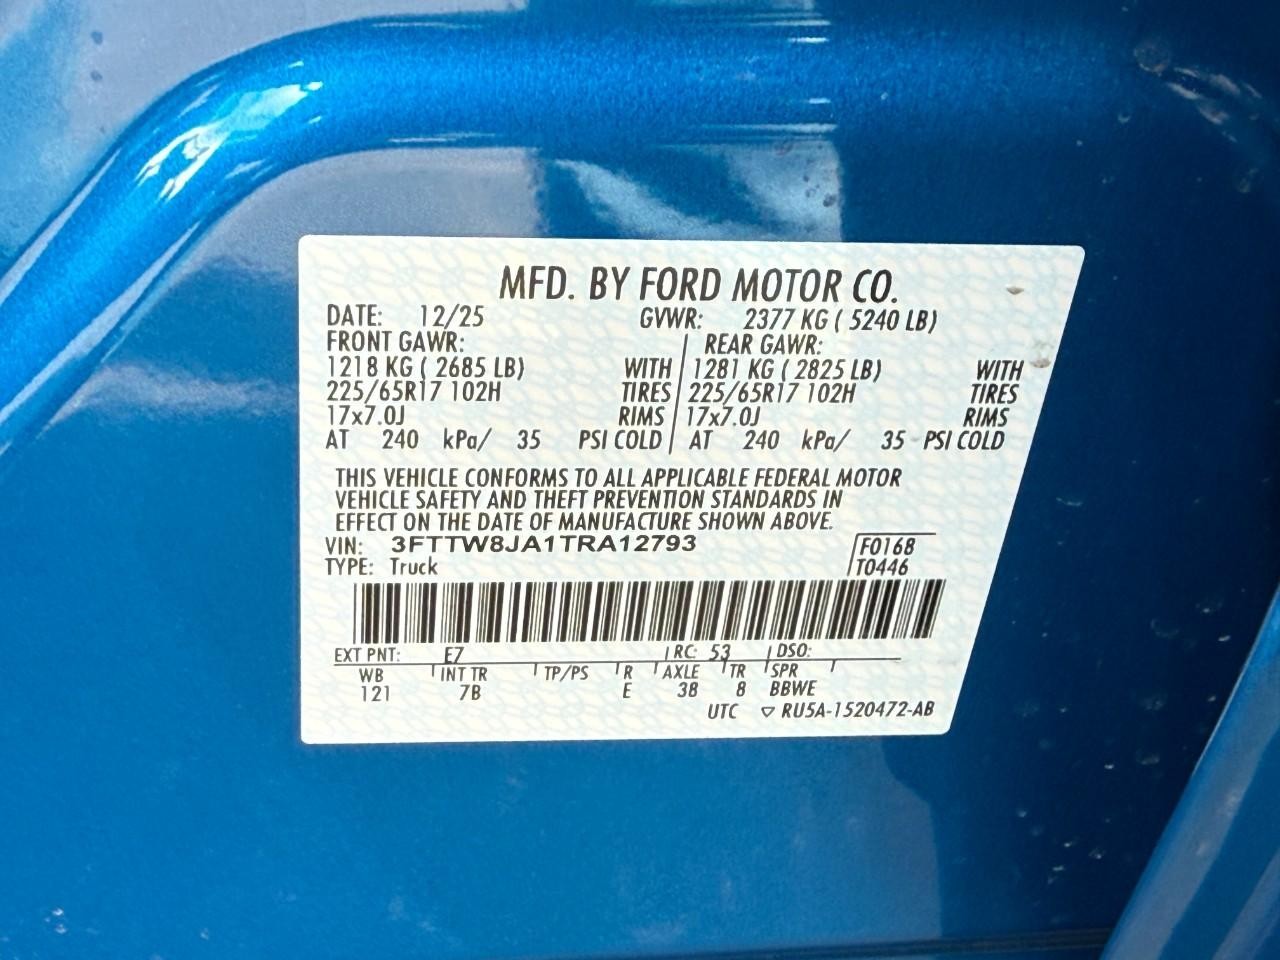 MFD. BY FORD MOTOR CO.
DATE: 12/25 GVWR: 2377 KG ( 5240 LB)
FRONT GAWR: REAR GAWR:
1218 KG ( 2685 LB) WITH 1281 KG ( 2825 LB) WITH
225/65R17 102H TIRES 225/65R17 102H TIRES
17x7.0J RIMS 17x7.0J RIMS
AT 240 kPa/ 35 PSI COLD AT 240 kPa/ 35 PSI COLD
THIS VEHICLE CONFORMS TO ALL APPLICABLE FEDERAL MOTOR
VEHICLE SAFETY AND THEFT PREVENTION STANDARDS IN
EFFECT ON THE DATE OF MANUFACTURE SHOWN ABOVE.
VIN: 3FTTW8JA1TRA12793 F0168
TYPE: Truck T0446
EXT PNT: E7 RC: 53 DSO:
WB INT TR TP/PS R AXLE TR SPR
121 7B E 38 8 BBWE
UTC ▽ RU5A-1520472-AB